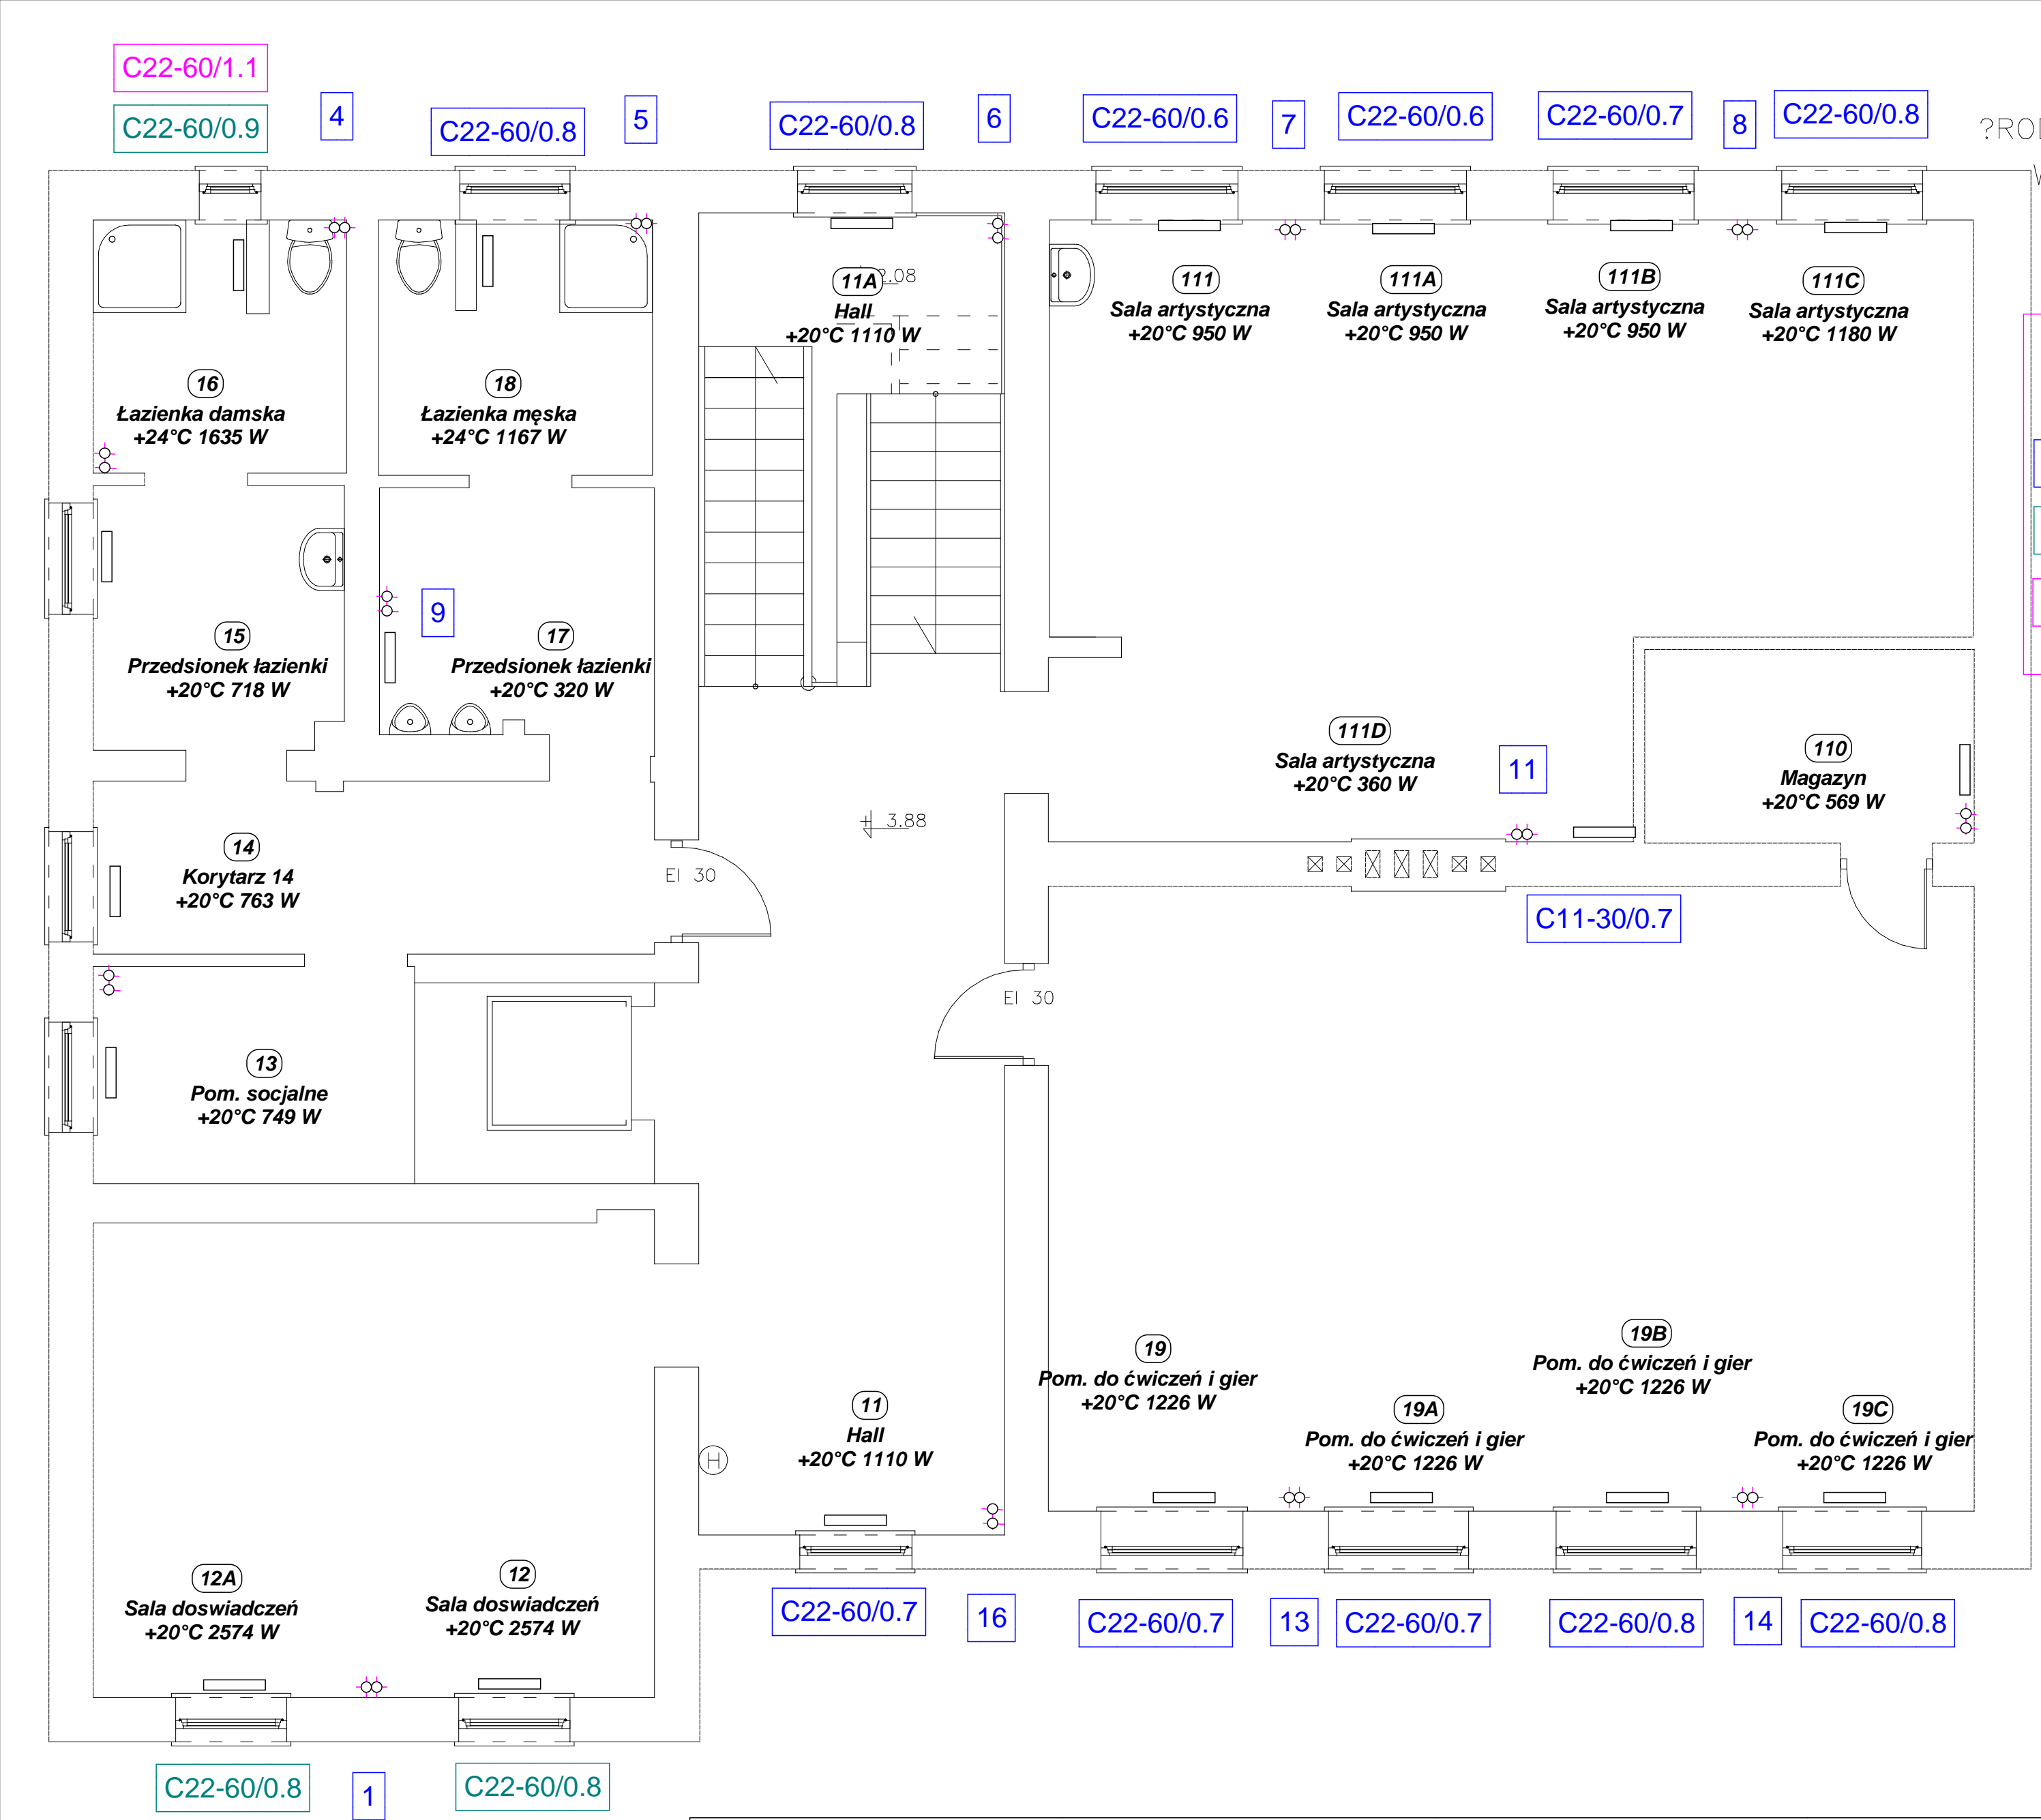 C22-60/1.1
C22-60/0.9
4
C22-60/0.8
5
C22-60/0.8
6
C22-60/0.6
7
C22-60/0.6
C22-60/0.7
8
C22-60/0.8
11A
Hall
+20°C 1110 W
111
Sala artystyczna
+20°C 950 W
111A
Sala artystyczna
+20°C 950 W
111B
Sala artystyczna
+20°C 950 W
111C
Sala artystyczna
+20°C 1180 W
16
Łazienka damska
+24°C 1635 W
18
Łazienka męska
+24°C 1167 W
9
15
Przedsionek łazienki
+20°C 718 W
17
Przedsionek łazienki
+20°C 320 W
111D
Sala artystyczna
+20°C 360 W
11
110
Magazyn
+20°C 569 W
3.88
14
Korytarz 14
+20°C 763 W
EI 30
C11-30/0.7
EI 30
13
Pom. socjalne
+20°C 749 W
19
Pom. do ćwiczeń i gier
+20°C 1226 W
19B
Pom. do ćwiczeń i gier
+20°C 1226 W
11
Hall
+20°C 1110 W
H
19A
Pom. do ćwiczeń i gier
+20°C 1226 W
19C
Pom. do ćwiczeń i gier
+20°C 1226 W
12A
Sala doswiadczeń
+20°C 2574 W
12
Sala doswiadczeń
+20°C 2574 W
C22-60/0.7
16
C22-60/0.7
13
C22-60/0.7
C22-60/0.8
14
C22-60/0.8
C22-60/0.8
1
C22-60/0.8